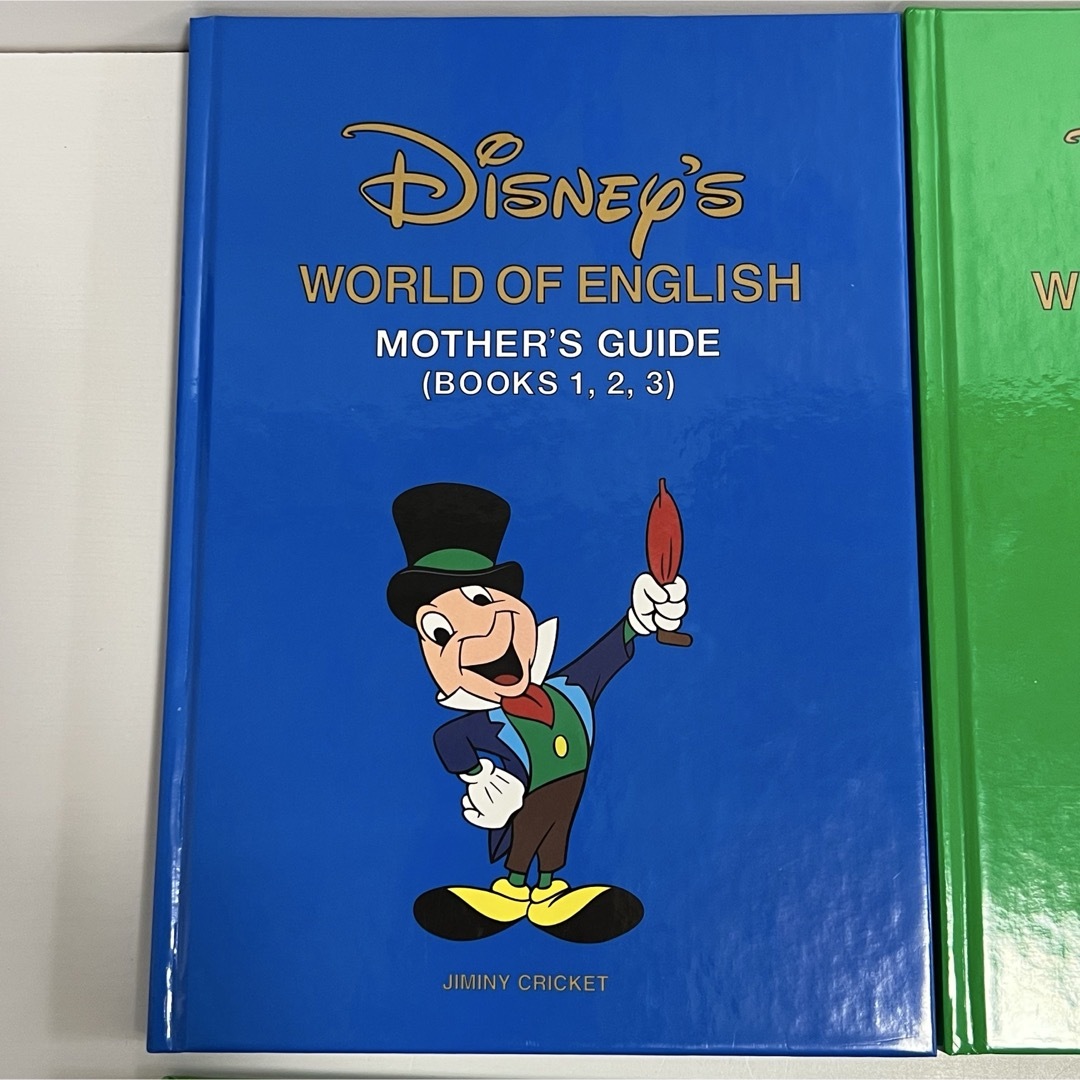 Disney's
WORLD OF ENGLISH
MOTHER'S GUIDE
(BOOKS 1, 2, 3)
JIMINY CRICKET
W